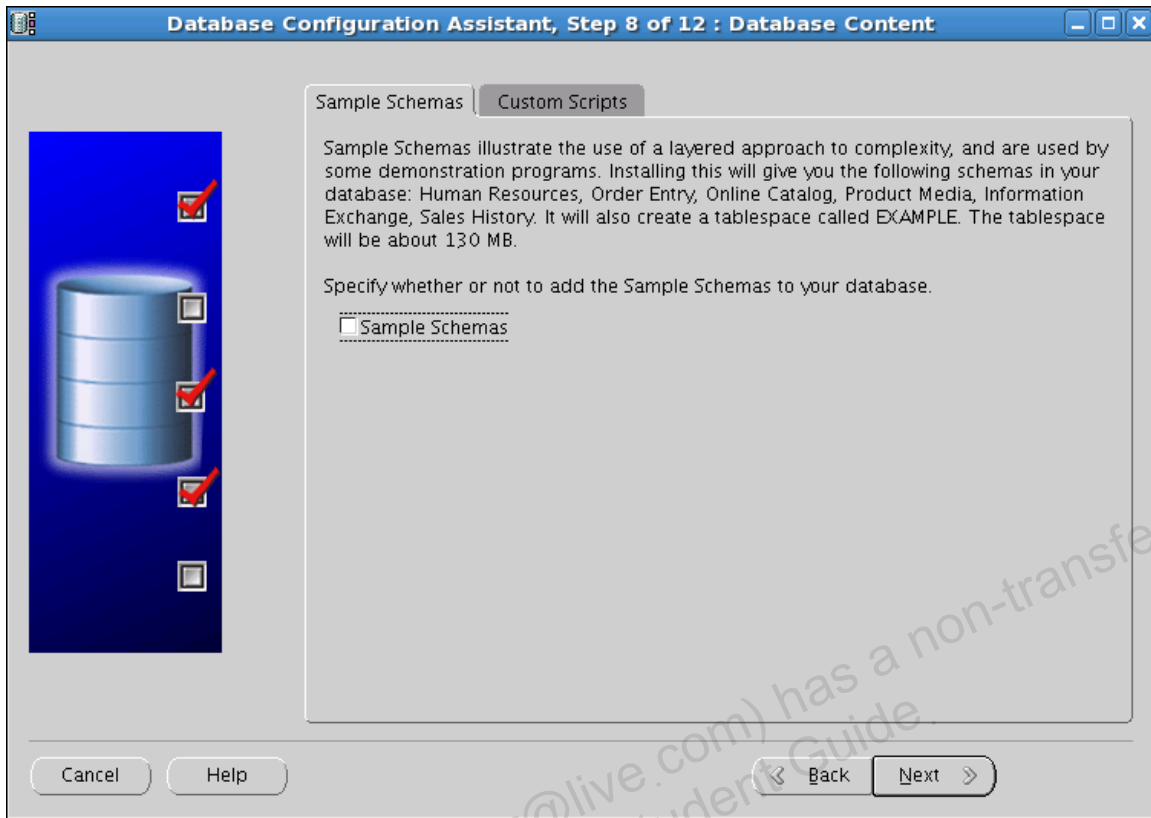 Database Configuration Assistant, Step 8 of 12 : Database Content
Sample Schemas
Custom Scripts
Sample Schemas illustrate the use of a layered approach to complexity, and are used by
some demonstration programs. Installing this will give you the following schemas in your
database: Human Resources, Order Entry, Online Catalog, Product Media, Information
Exchange, Sales History. It will also create a tablespace called EXAMPLE. The tablespace
will be about 130 MB.
Specify whether or not to add the Sample Schemas to your database.
Sample Schemas
has a non-transfe
@live.com)
Guide.
Cancel
Help
Back
Next